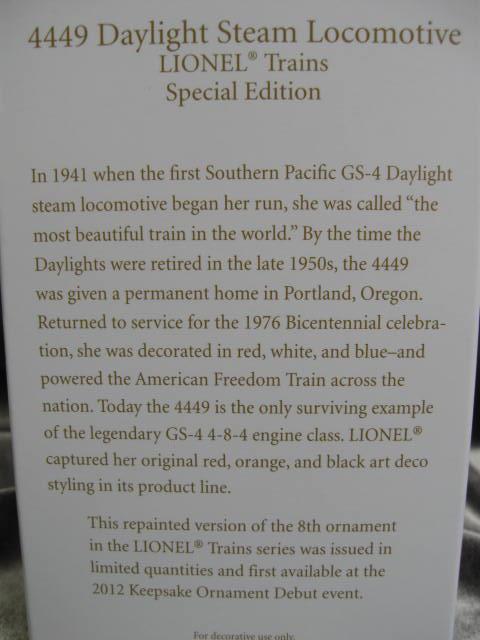 4449 Daylight Steam Locomotive
LIONEL® Trains
Special Edition
In 1941 when the first Southern Pacific GS-4 Daylight
steam locomotive began her run, she was called “the
most beautiful train in the world.” By the time the
Daylights were retired in the late 1950s, the 4449
was given a permanent home in Portland, Oregon.
Returned to service for the 1976 Bicentennial celebra-
tion, she was decorated in red, white, and blue–and
powered the American Freedom Train across the
nation. Today the 4449 is the only surviving example
of the legendary GS-4 4-8-4 engine class. LIONEL®
captured her original red, orange, and black art deco
styling in its product line.
This repainted version of the 8th ornament
in the LIONEL® Trains series was issued in
limited quantities and first available at the
2012 Keepsake Ornament Debut event.
For decorative use only.